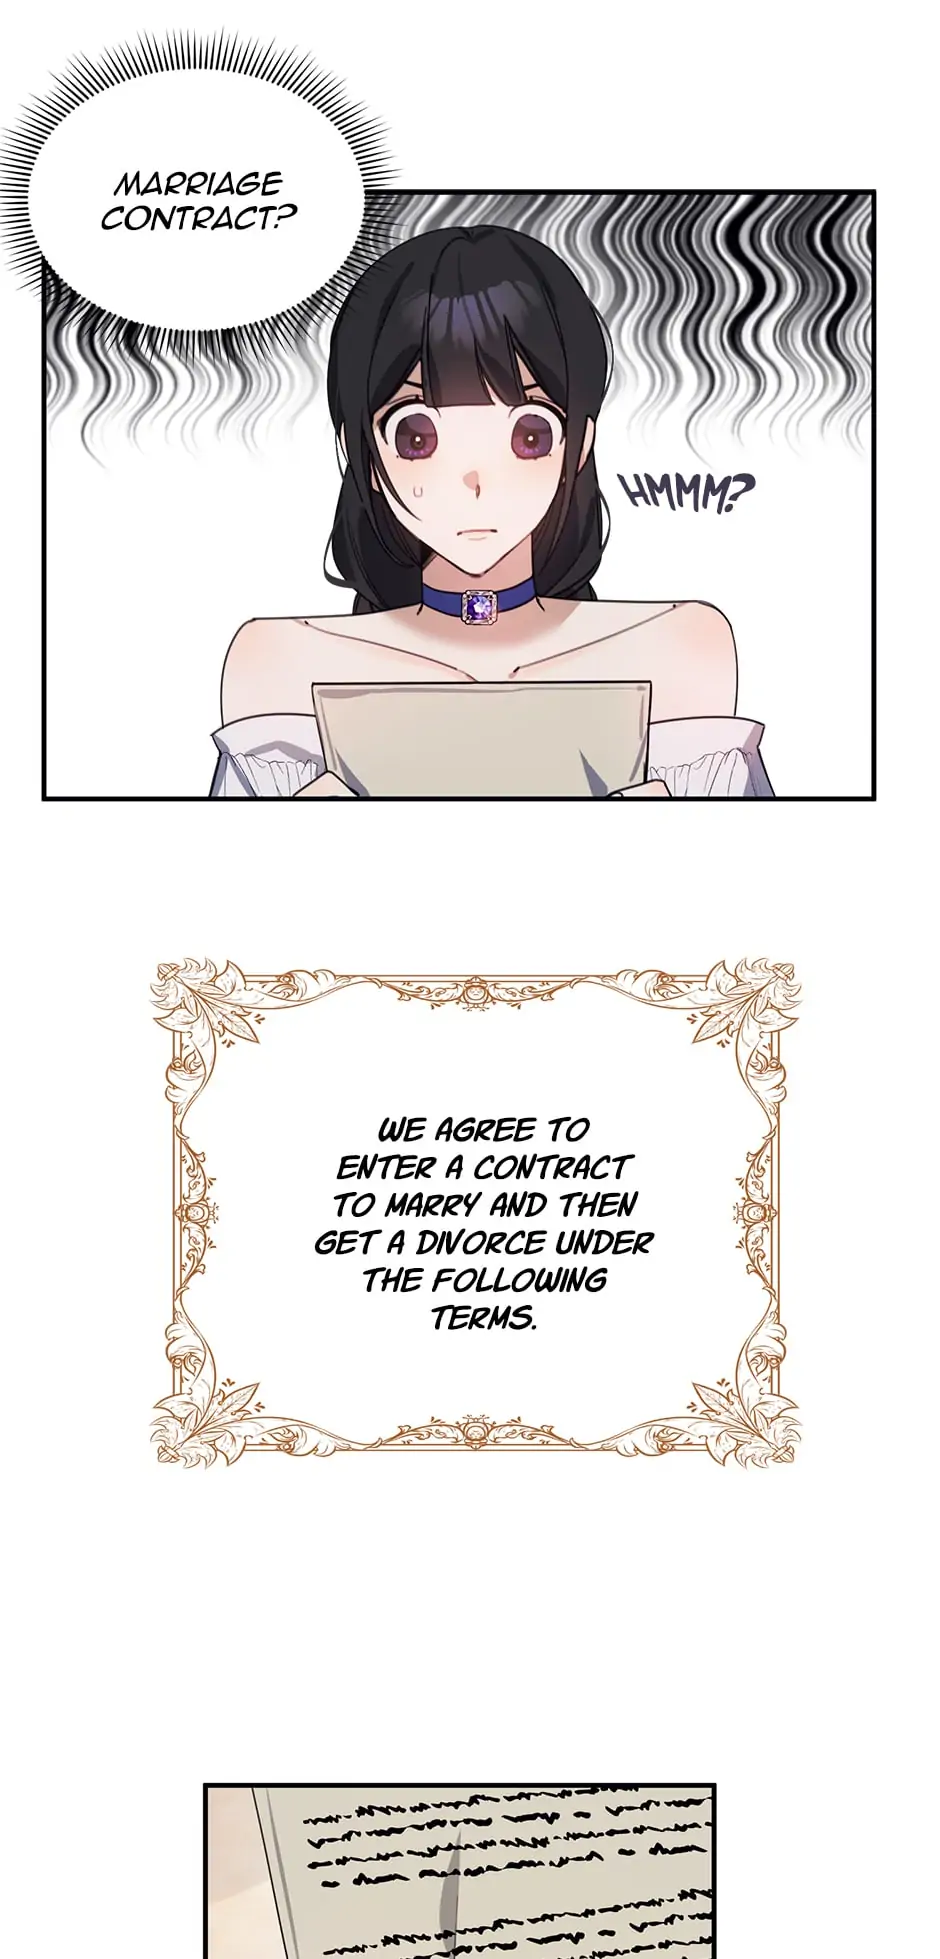 MARRIAGE
CONTRACT?
HMMM?
WE AGREE TO
ENTER A CONTRACT
TO MARRY AND THEN
GET A DIVORCE UNDER
THE FOLLOWING
TERMS.